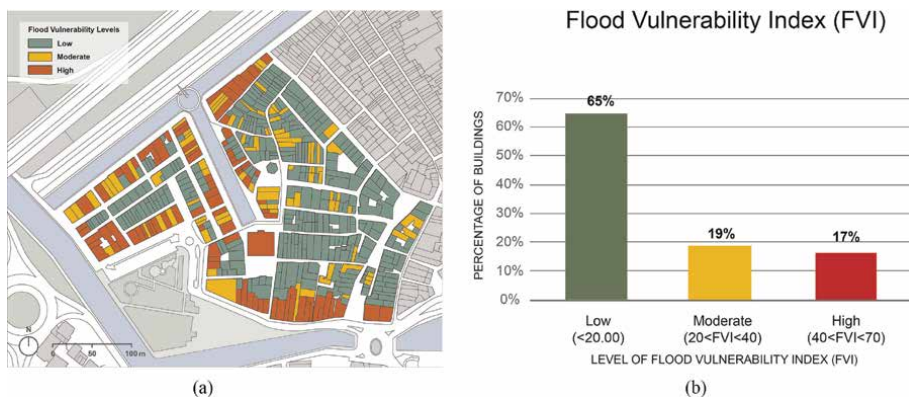 Flood Vulnerability Levels
Low
Moderate
High
N
0 50 100 m
(a)
Flood Vulnerability Index (FVI)
PERCENTAGE OF BUILDINGS
70%
60%
50%
40%
30%
20%
10%
0%
65%
19%
17%
Low
(<20.00)
Moderate
(20<FVI<40)
High
(40<FVI<70)
LEVEL OF FLOOD VULNERABILITY INDEX (FVI)
(b)